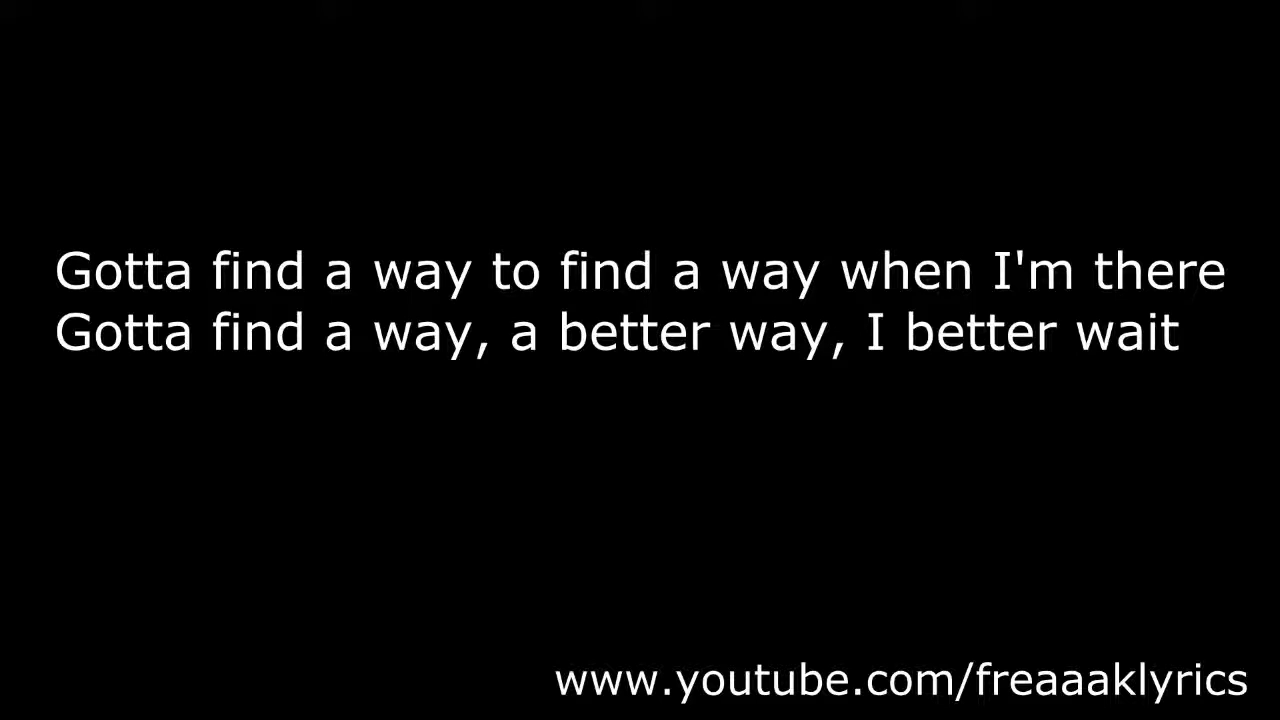 Gotta find a way to find a way when I'm there
Gotta find a way, a better way, I better wait
www.youtube.com/freaaaklyrics